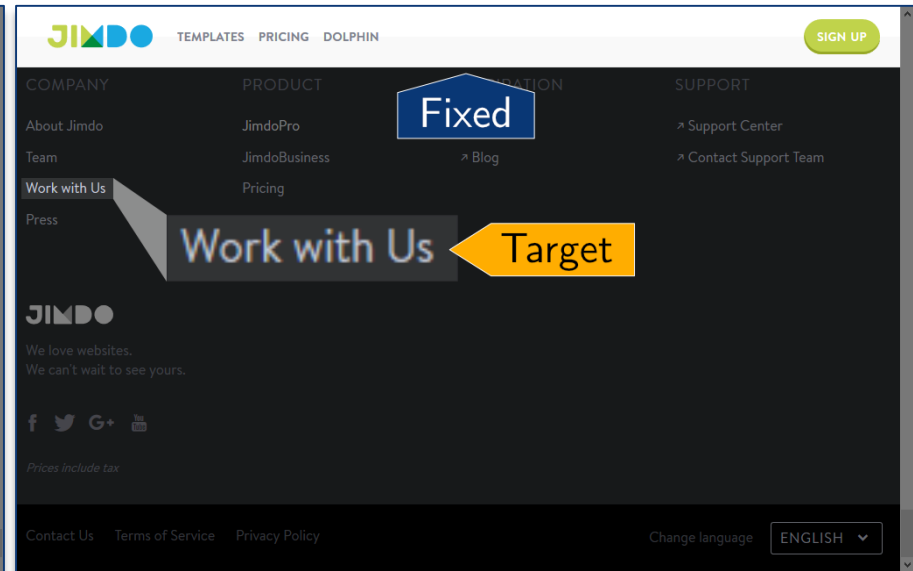 JIMDO TEMPLATES PRICING DOLPHIN SIGN UP
COMPANY PRODUCT SUPPORT
Fixed
About Jimdo JimdoPro ↗ Support Center
Team JimdoBusiness ↗ Blog ↗ Contact Support Team
Work with Us Pricing
Press
Work with Us Target
JIMDO
We love websites.
We can't wait to see yours.
f G+ You Tube
Prices include tax
Contact Us Terms of Service Privacy Policy Change language ENGLISH